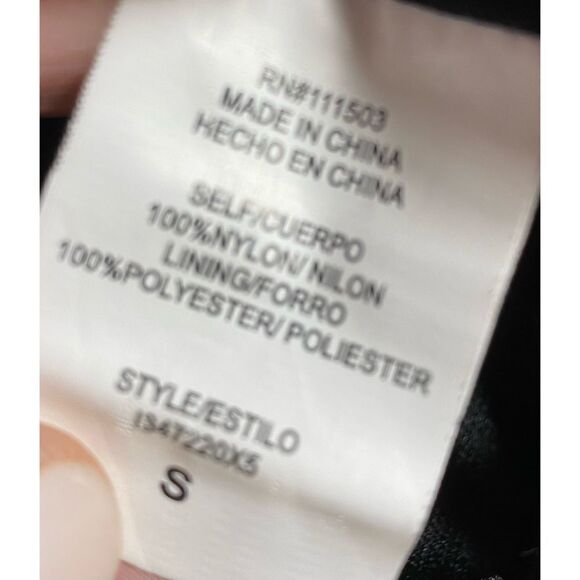 RN#111503
MADE IN CHINA
HECHO EN CHINA
SELF/CUERPO
100%NYLON/ NILON
LINING/FORRO
100%POLYESTER/ POLIESTER
STYLE/ESTILO
IS47220X5
S